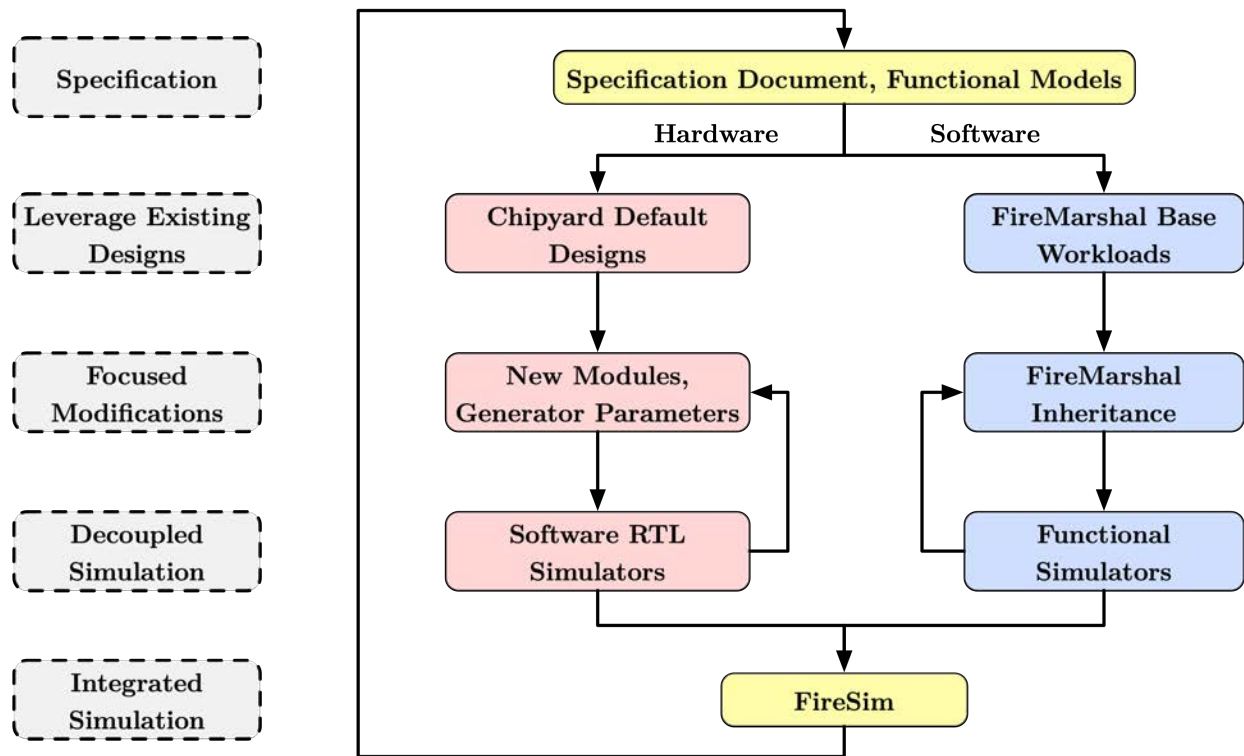 Specification
Specification Document, Functional Models
Hardware
Software
Leverage Existing
Designs
Chipyard Default
Designs
FireMarshal Base
Workloads
Focused
Modifications
New Modules,
Generator Parameters
FireMarshal
Inheritance
Decoupled
Simulation
Software RTL
Simulators
Functional
Simulators
Integrated
Simulation
FireSim